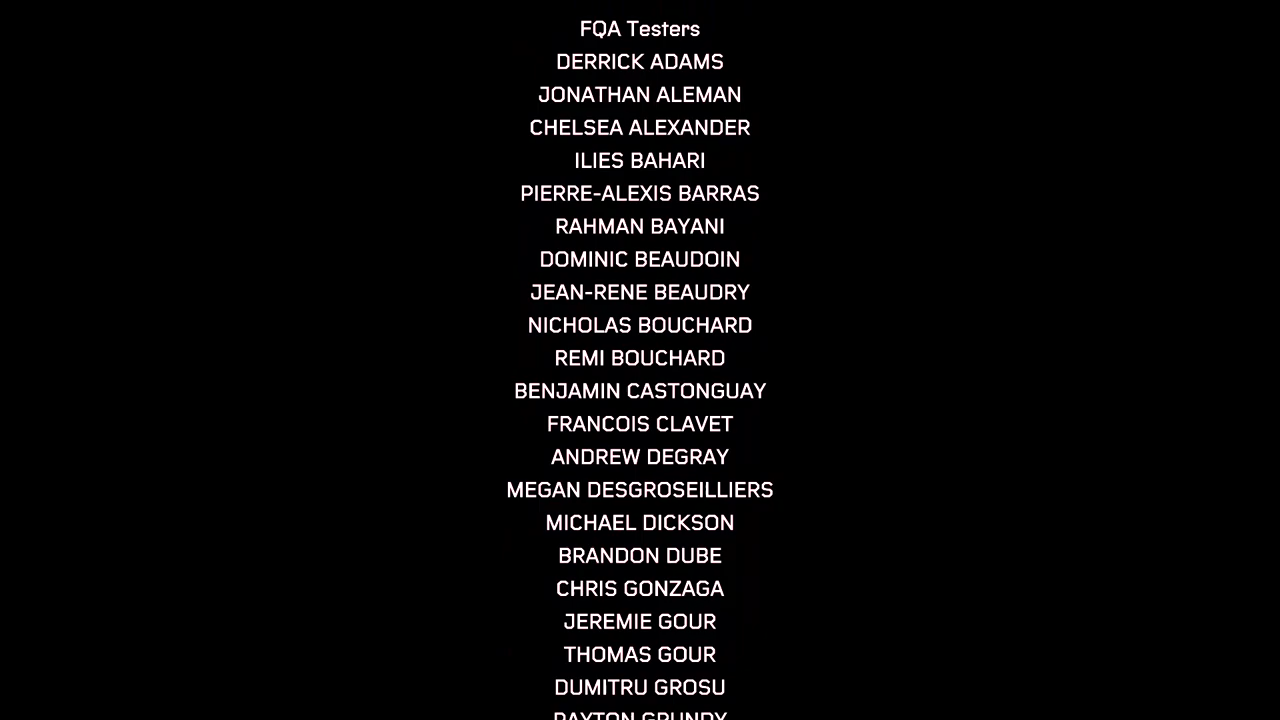 FQA Testers
DERRICK ADAMS
JONATHAN ALEMAN
CHELSEA ALEXANDER
ILIES BAHARI
PIERRE-ALEXIS BARRAS
RAHMAN BAYANI
DOMINIC BEAUDOIN
JEAN-RENE BEAUDRY
NICHOLAS BOUCHARD
REMI BOUCHARD
BENJAMIN CASTONGUAY
FRANCOIS CLAVET
ANDREW DEGRAY
MEGAN DESGROSEILLIERS
MICHAEL DICKSON
BRANDON DUBE
CHRIS GONZAGA
JEREMIE GOUR
THOMAS GOUR
DUMITRU GROSU
PAYTON GRUNDY